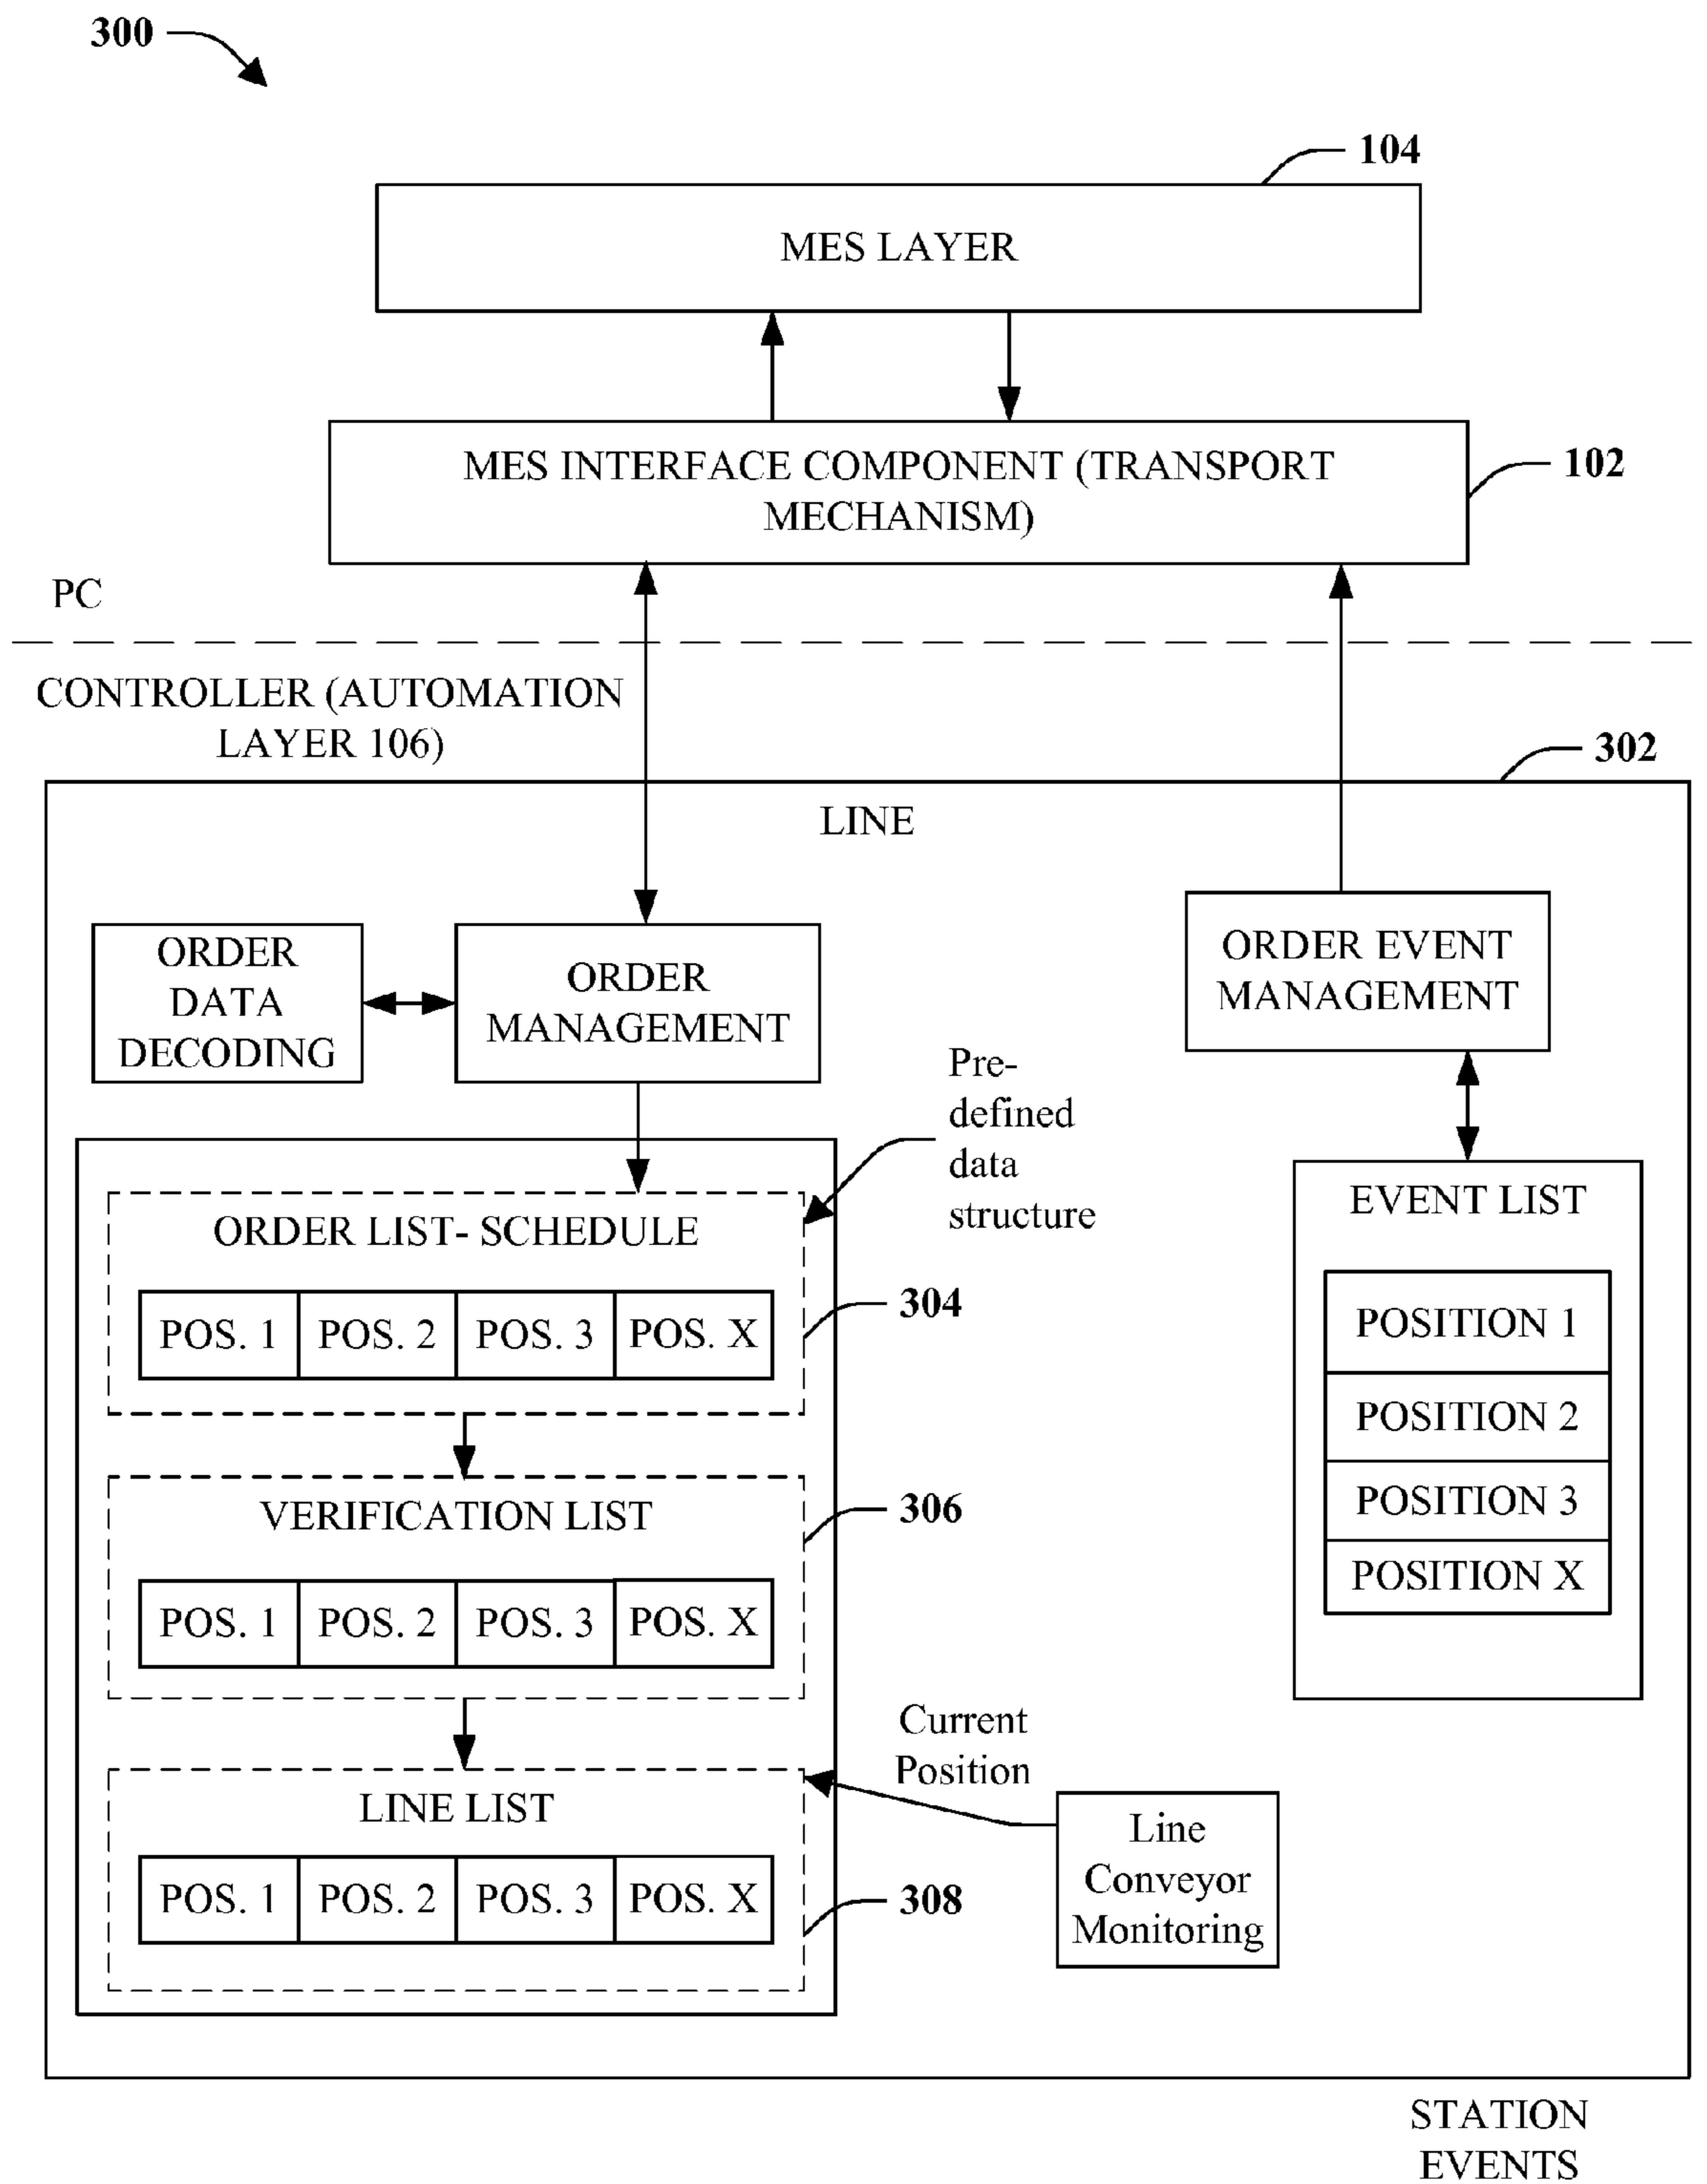 300
104
MES LAYER
MES INTERFACE COMPONENT (TRANSPORT
MECHANISM)
102
PC
CONTROLLER (AUTOMATION
LAYER 106)
302
LINE
ORDER
DATA
DECODING
ORDER
MANAGEMENT
ORDER EVENT
MANAGEMENT
Pre-
defined
data
structure
ORDER LIST- SCHEDULE
POS. 1 POS. 2 POS. 3 POS. X
304
EVENT LIST
POSITION 1
POSITION 2
POSITION 3
POSITION X
VERIFICATION LIST
306
POS. 1 POS. 2 POS. 3 POS. X
Current
Position
LINE LIST
POS. 1 POS. 2 POS. 3 POS. X
308
Line
Conveyor
Monitoring
STATION
EVENTS